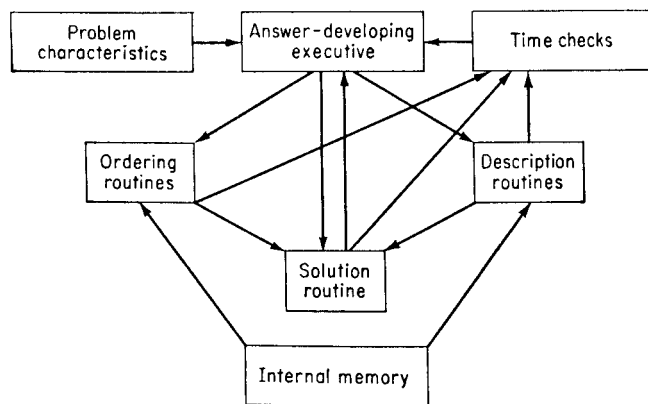 Problem
characteristics
Answer-developing
executive
Time checks
Ordering
routines
Description
routines
Solution
routine
Internal memory